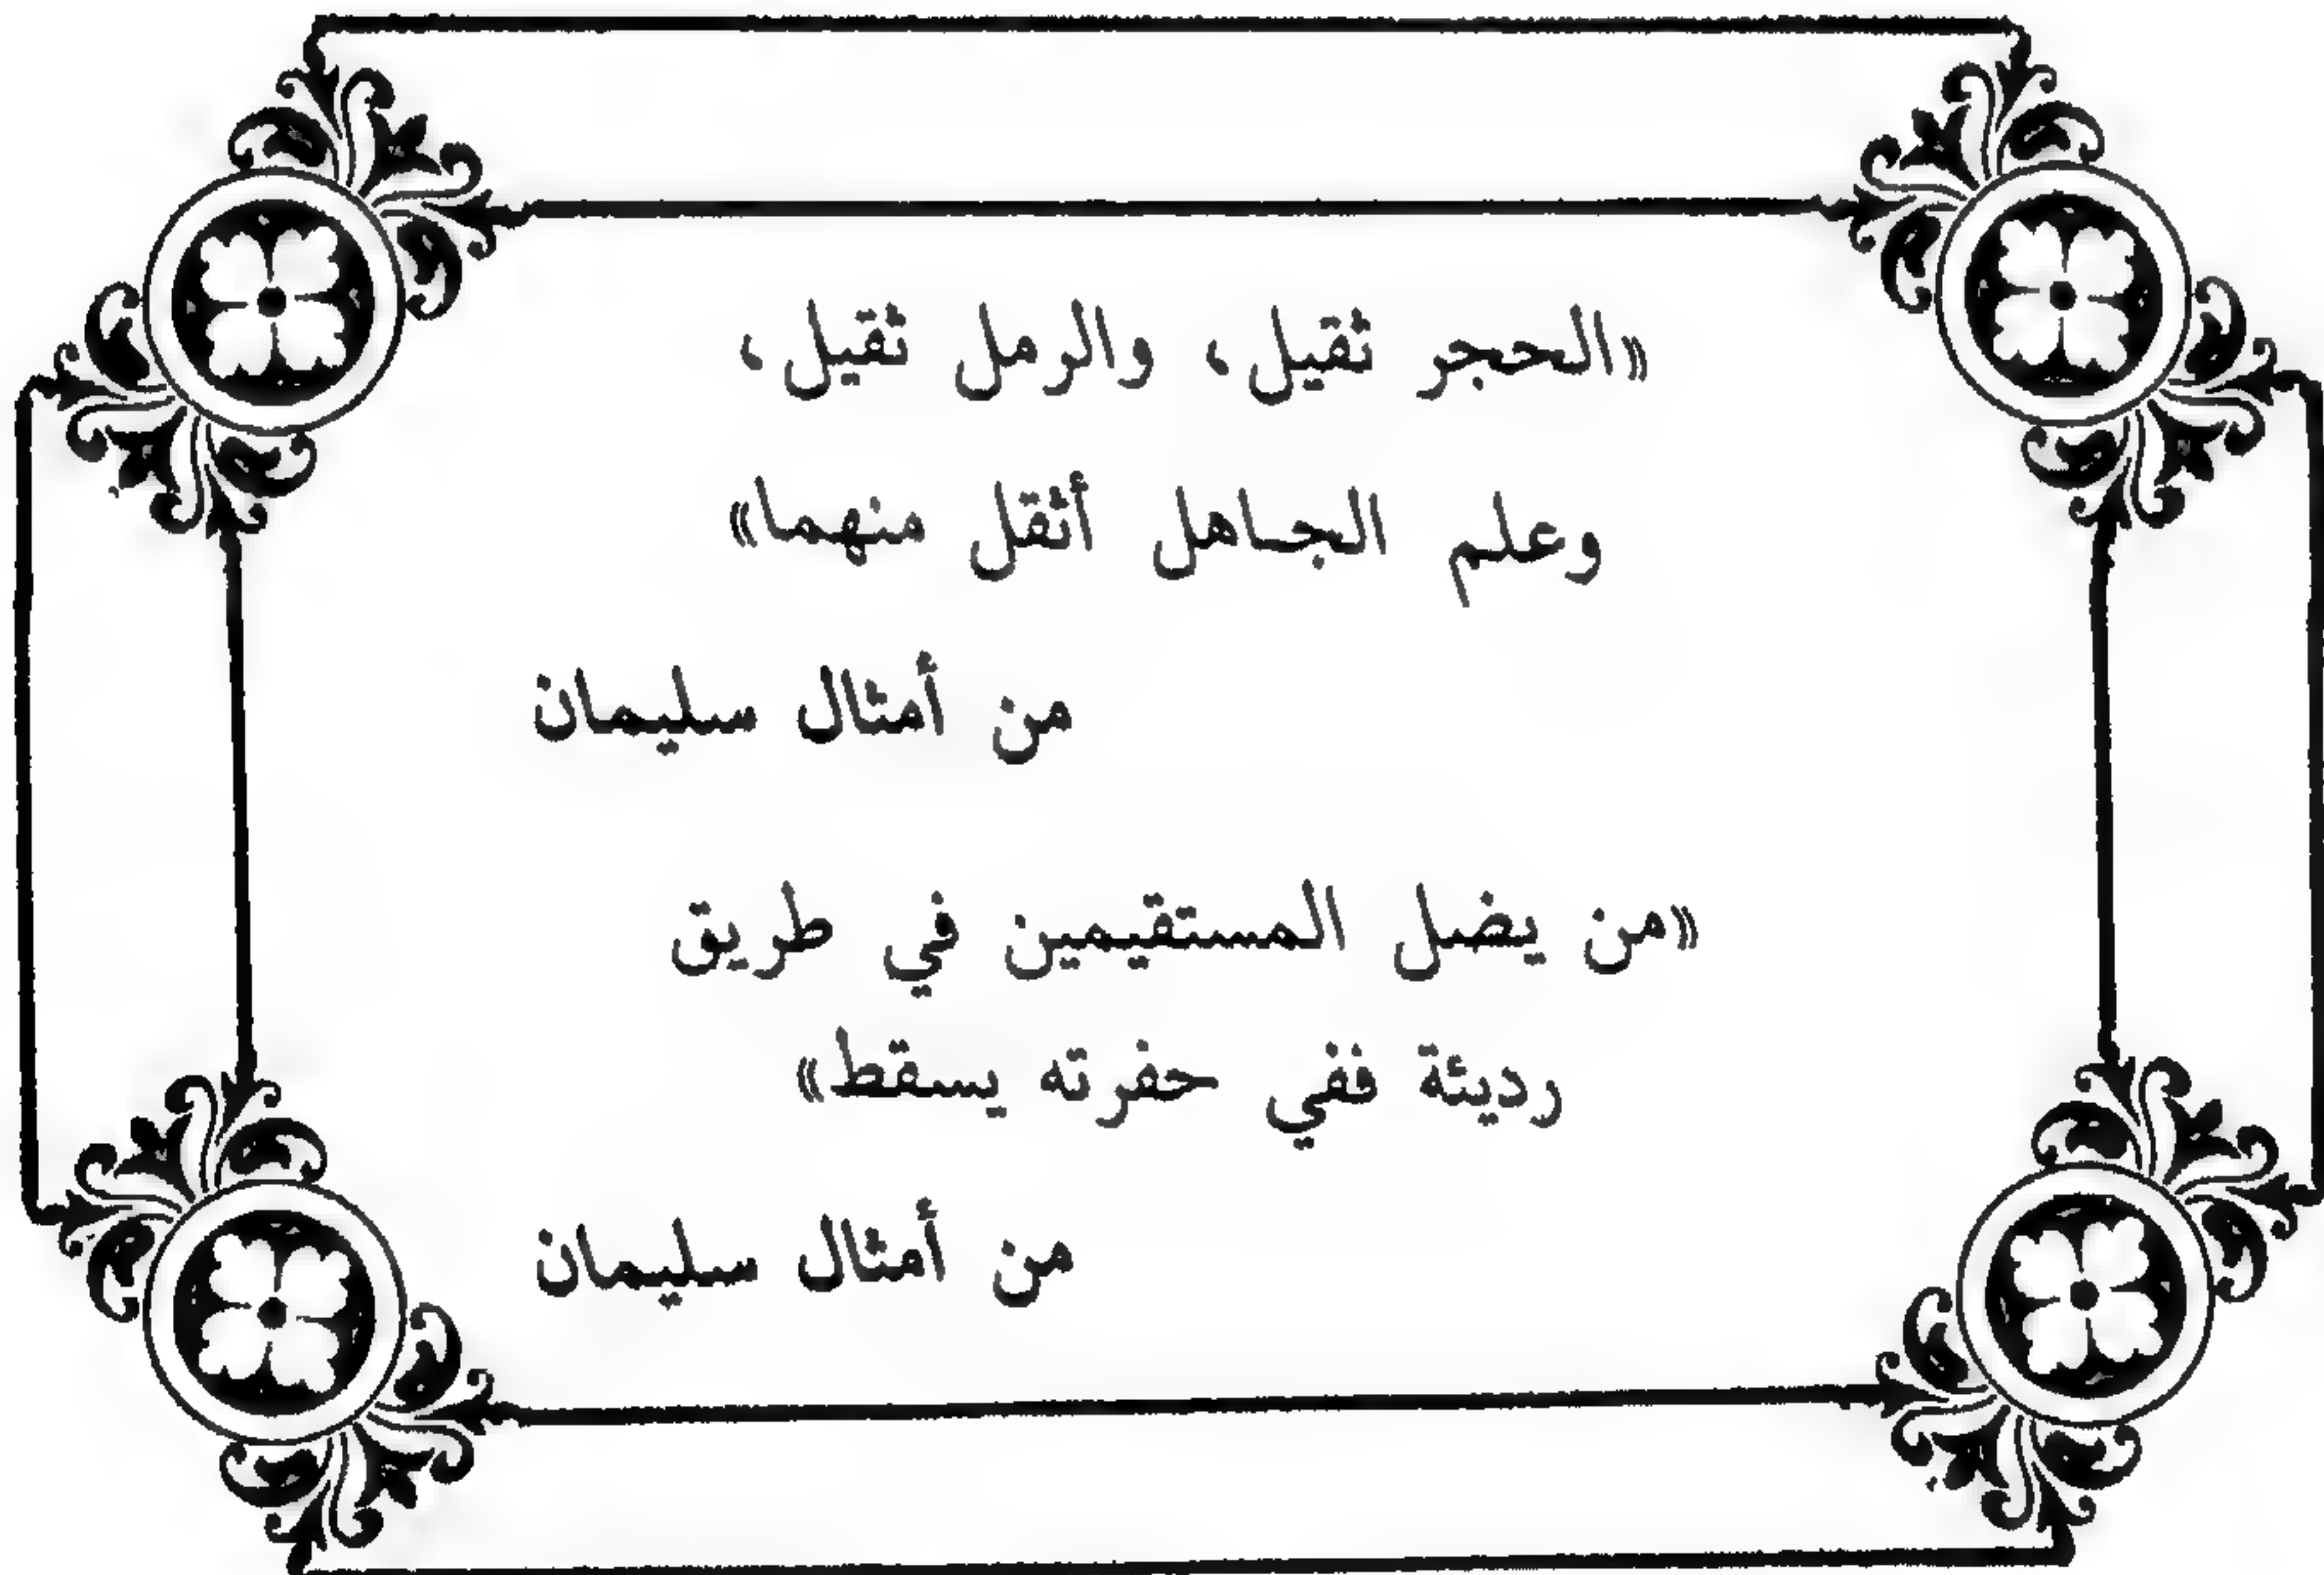 «الحجر ثقيل، والرمل ثقيل،
وعلم الجاهل أثقل منهما»
من أمثال سليمان
«من يضل المستقيمين في طريق
رديئة ففي حفرته يسقط»
من أمثال سليمان